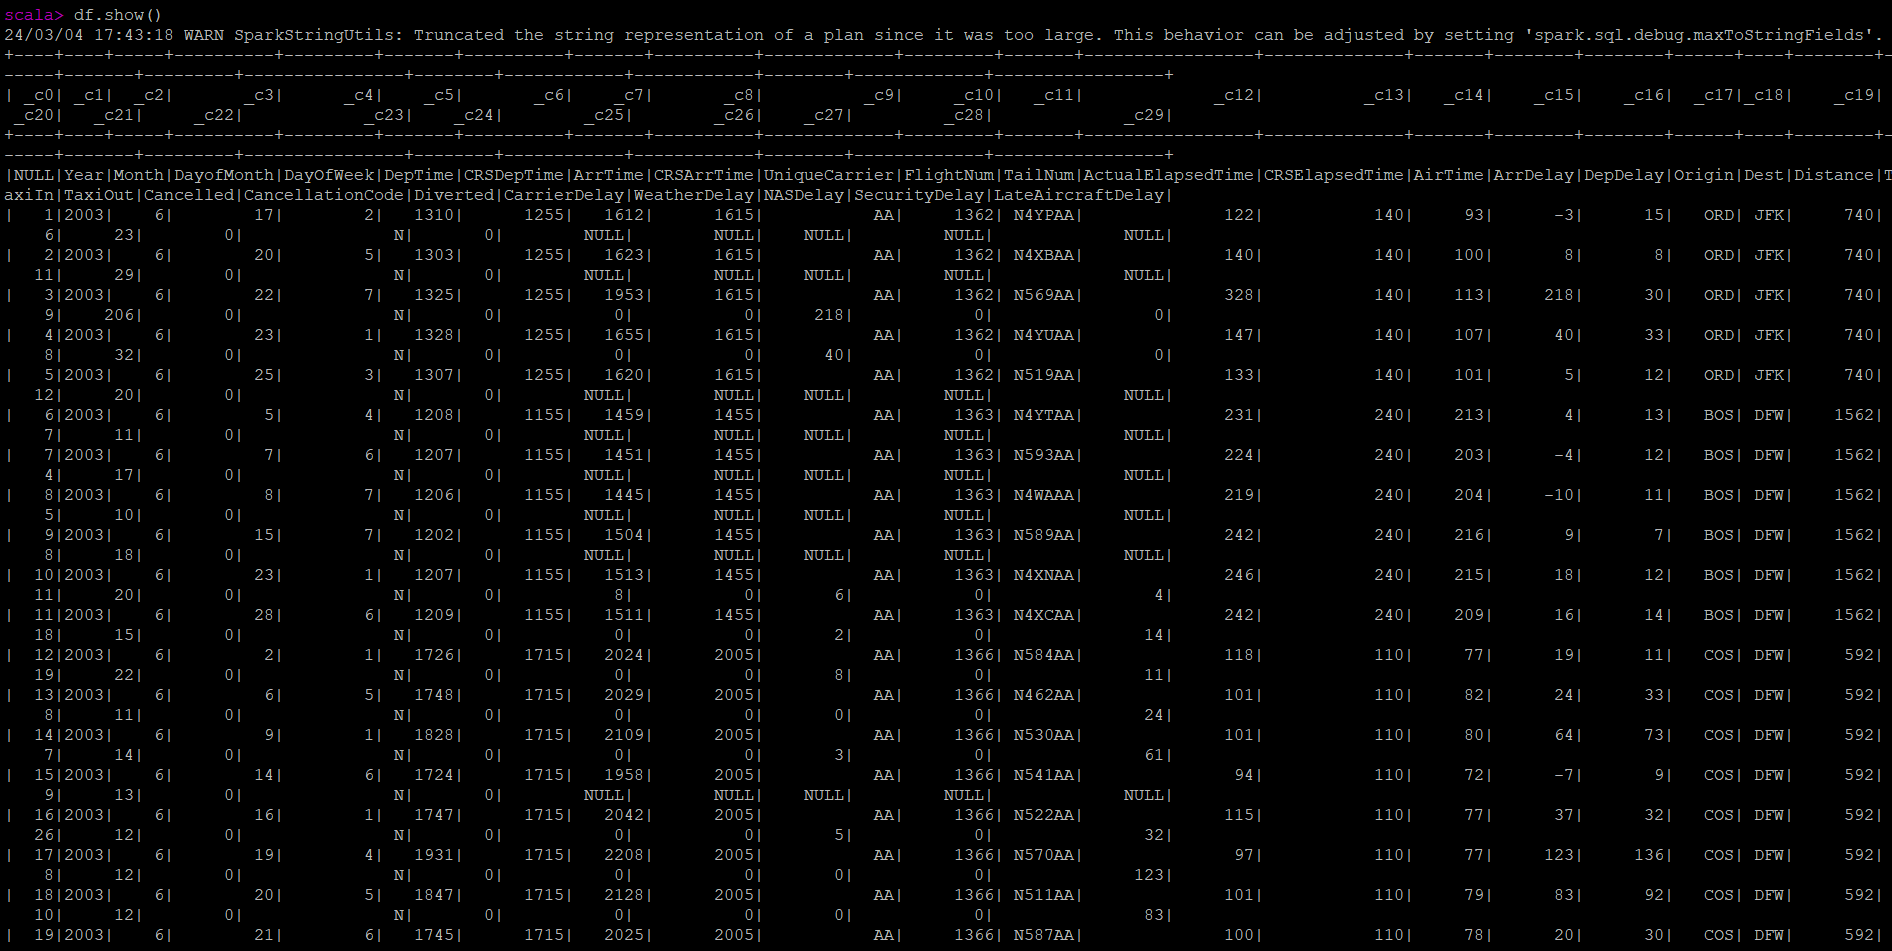 scala> df.show()
24/03/04 17:43:18 WARN SparkStringUtils: Truncated the string representation of a plan since it was too large. This behavior can be adjusted by setting 'spark.sql.debug.maxToStringFields'.
+----+----+-----+----------+---------+-------+----------+-------+----------+-------------+---------+-------+-----------------+--------------+-------+--------+--------+------+----+--------+-
-----+-------+---------+----------------+--------+------------+------------+--------+-------------+-----------------+
| _c0| _c1| _c2| _c3| _c4| _c5| _c6| _c7| _c8| _c9| _c10| _c11| _c12| _c13| _c14| _c15| _c16| _c17|_c18| _c19|
_c20| _c21| _c22| _c23| _c24| _c25| _c26| _c27| _c28| _c29|
+----+----+-----+----------+---------+-------+----------+-------+----------+-------------+---------+-------+-----------------+--------------+-------+--------+--------+------+----+--------+-
-----+-------+---------+----------------+--------+------------+------------+--------+-------------+-----------------+
|NULL|Year|Month|DayofMonth|DayOfWeek|DepTime|CRSDepTime|ArrTime|CRSArrTime|UniqueCarrier|FlightNum|TailNum|ActualElapsedTime|CRSElapsedTime|AirTime|ArrDelay|DepDelay|Origin|Dest|Distance|T
axiIn|TaxiOut|Cancelled|CancellationCode|Diverted|CarrierDelay|WeatherDelay|NASDelay|SecurityDelay|LateAircraftDelay|
| 1|2003| 6| 17| 2| 1310| 1255| 1612| 1615| AA| 1362| N4YPAA| 122| 140| 93| -3| 15| ORD| JFK| 740|
6| 23| 0| N| 0| NULL| NULL| NULL| NULL| NULL|
| 2|2003| 6| 20| 5| 1303| 1255| 1623| 1615| AA| 1362| N4XBAA| 140| 140| 100| 8| 8| ORD| JFK| 740|
11| 29| 0| N| 0| NULL| NULL| NULL| NULL| NULL|
| 3|2003| 6| 22| 7| 1325| 1255| 1953| 1615| AA| 1362| N569AA| 328| 140| 113| 218| 30| ORD| JFK| 740|
9| 206| 0| N| 0| 0| 0| 218| 0| 0|
| 4|2003| 6| 23| 1| 1328| 1255| 1655| 1615| AA| 1362| N4YUAA| 147| 140| 107| 40| 33| ORD| JFK| 740|
8| 32| 0| N| 0| 0| 0| 40| 0| 0|
| 5|2003| 6| 25| 3| 1307| 1255| 1620| 1615| AA| 1362| N519AA| 133| 140| 101| 5| 12| ORD| JFK| 740|
12| 20| 0| N| 0| NULL| NULL| NULL| NULL| NULL|
| 6|2003| 6| 5| 4| 1208| 1155| 1459| 1455| AA| 1363| N4YTAA| 231| 240| 213| 4| 13| BOS| DFW| 1562|
7| 11| 0| N| 0| NULL| NULL| NULL| NULL| NULL|
| 7|2003| 6| 7| 6| 1207| 1155| 1451| 1455| AA| 1363| N593AA| 224| 240| 203| -4| 12| BOS| DFW| 1562|
4| 17| 0| N| 0| NULL| NULL| NULL| NULL| NULL|
| 8|2003| 6| 8| 7| 1206| 1155| 1445| 1455| AA| 1363| N4WAAA| 219| 240| 204| -10| 11| BOS| DFW| 1562|
5| 10| 0| N| 0| NULL| NULL| NULL| NULL| NULL|
| 9|2003| 6| 15| 7| 1202| 1155| 1504| 1455| AA| 1363| N589AA| 242| 240| 216| 9| 7| BOS| DFW| 1562|
8| 18| 0| N| 0| NULL| NULL| NULL| NULL| NULL|
| 10|2003| 6| 23| 1| 1207| 1155| 1513| 1455| AA| 1363| N4XNAA| 246| 240| 215| 18| 12| BOS| DFW| 1562|
11| 20| 0| N| 0| 8| 0| 6| 0| 4|
| 11|2003| 6| 28| 6| 1209| 1155| 1511| 1455| AA| 1363| N4XCAA| 242| 240| 209| 16| 14| BOS| DFW| 1562|
18| 15| 0| N| 0| 0| 0| 2| 0| 14|
| 12|2003| 6| 2| 1| 1726| 1715| 2024| 2005| AA| 1366| N584AA| 118| 110| 77| 19| 11| COS| DFW| 592|
19| 22| 0| N| 0| 0| 0| 8| 0| 11|
| 13|2003| 6| 6| 5| 1748| 1715| 2029| 2005| AA| 1366| N462AA| 101| 110| 82| 24| 33| COS| DFW| 592|
8| 11| 0| N| 0| 0| 0| 0| 0| 24|
| 14|2003| 6| 9| 1| 1828| 1715| 2109| 2005| AA| 1366| N530AA| 101| 110| 80| 64| 73| COS| DFW| 592|
7| 14| 0| N| 0| 0| 0| 3| 0| 61|
| 15|2003| 6| 14| 6| 1724| 1715| 1958| 2005| AA| 1366| N541AA| 94| 110| 72| -7| 9| COS| DFW| 592|
9| 13| 0| N| 0| NULL| NULL| NULL| NULL| NULL|
| 16|2003| 6| 16| 1| 1747| 1715| 2042| 2005| AA| 1366| N522AA| 115| 110| 77| 37| 32| COS| DFW| 592|
26| 12| 0| N| 0| 0| 0| 5| 0| 32|
| 17|2003| 6| 19| 4| 1931| 1715| 2208| 2005| AA| 1366| N570AA| 97| 110| 77| 123| 136| COS| DFW| 592|
8| 12| 0| N| 0| 0| 0| 0| 0| 123|
| 18|2003| 6| 20| 5| 1847| 1715| 2128| 2005| AA| 1366| N511AA| 101| 110| 79| 83| 92| COS| DFW| 592|
10| 12| 0| N| 0| 0| 0| 0| 0| 83|
| 19|2003| 6| 21| 6| 1745| 1715| 2025| 2005| AA| 1366| N587AA| 100| 110| 78| 20| 30| COS| DFW| 592|